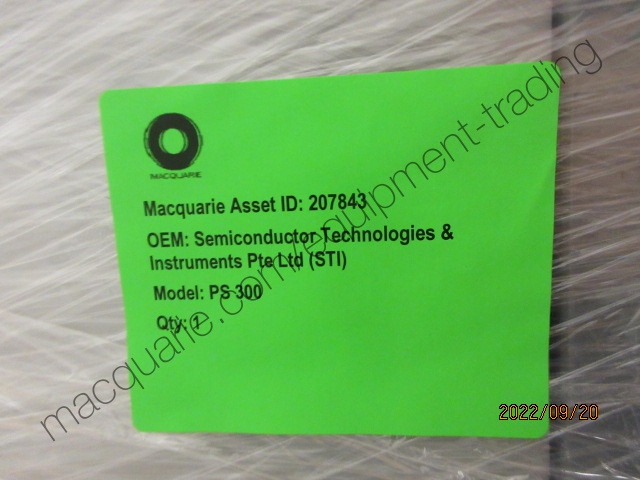 MACQUARIE
Macquarie Asset ID: 207843
OEM: Semiconductor Technologies &
Instruments Pte Ltd (STI)
Model: PS 300
Qty: 1
macquarie.com/equipment-trading
2022/09/20